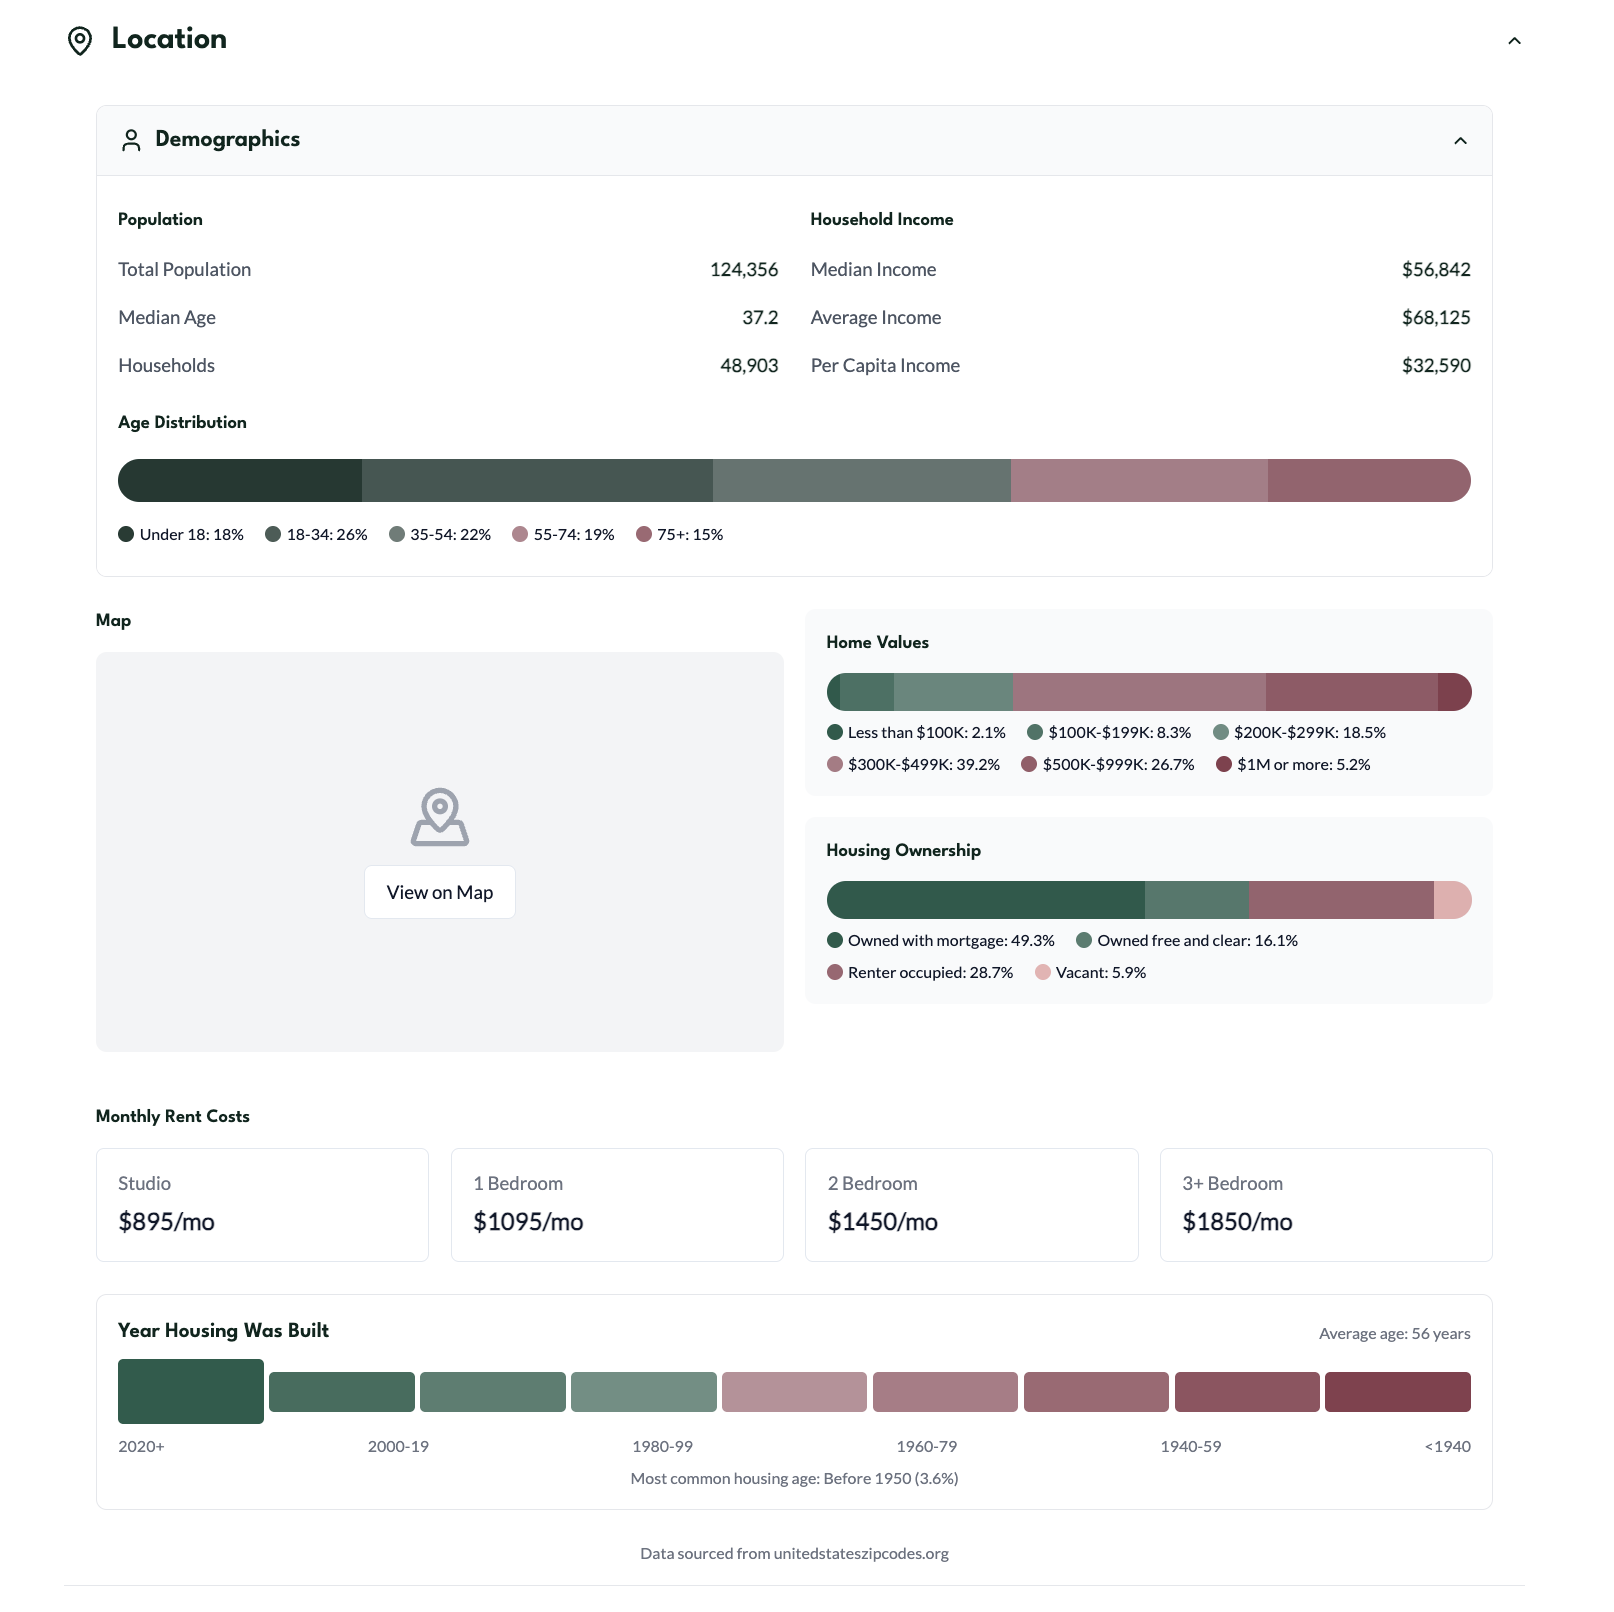 Location
Demographics
Population
Total Population 124,356
Median Age 37.2
Households 48,903
Household Income
Median Income $56,842
Average Income $68,125
Per Capita Income $32,590
Age Distribution
Under 18: 18% 18-34: 26% 35-54: 22% 55-74: 19% 75+: 15%
Map
View on Map
Home Values
Less than $100K: 2.1% $100K-$199K: 8.3% $200K-$299K: 18.5%
$300K-$499K: 39.2% $500K-$999K: 26.7% $1M or more: 5.2%
Housing Ownership
Owned with mortgage: 49.3% Owned free and clear: 16.1%
Renter occupied: 28.7% Vacant: 5.9%
Monthly Rent Costs
Studio
$895/mo
1 Bedroom
$1095/mo
2 Bedroom
$1450/mo
3+ Bedroom
$1850/mo
Year Housing Was Built
Average age: 56 years
2020+ 2000-19 1980-99 1960-79 1940-59 <1940
Most common housing age: Before 1950 (3.6%)
Data sourced from unitedstateszipcodes.org